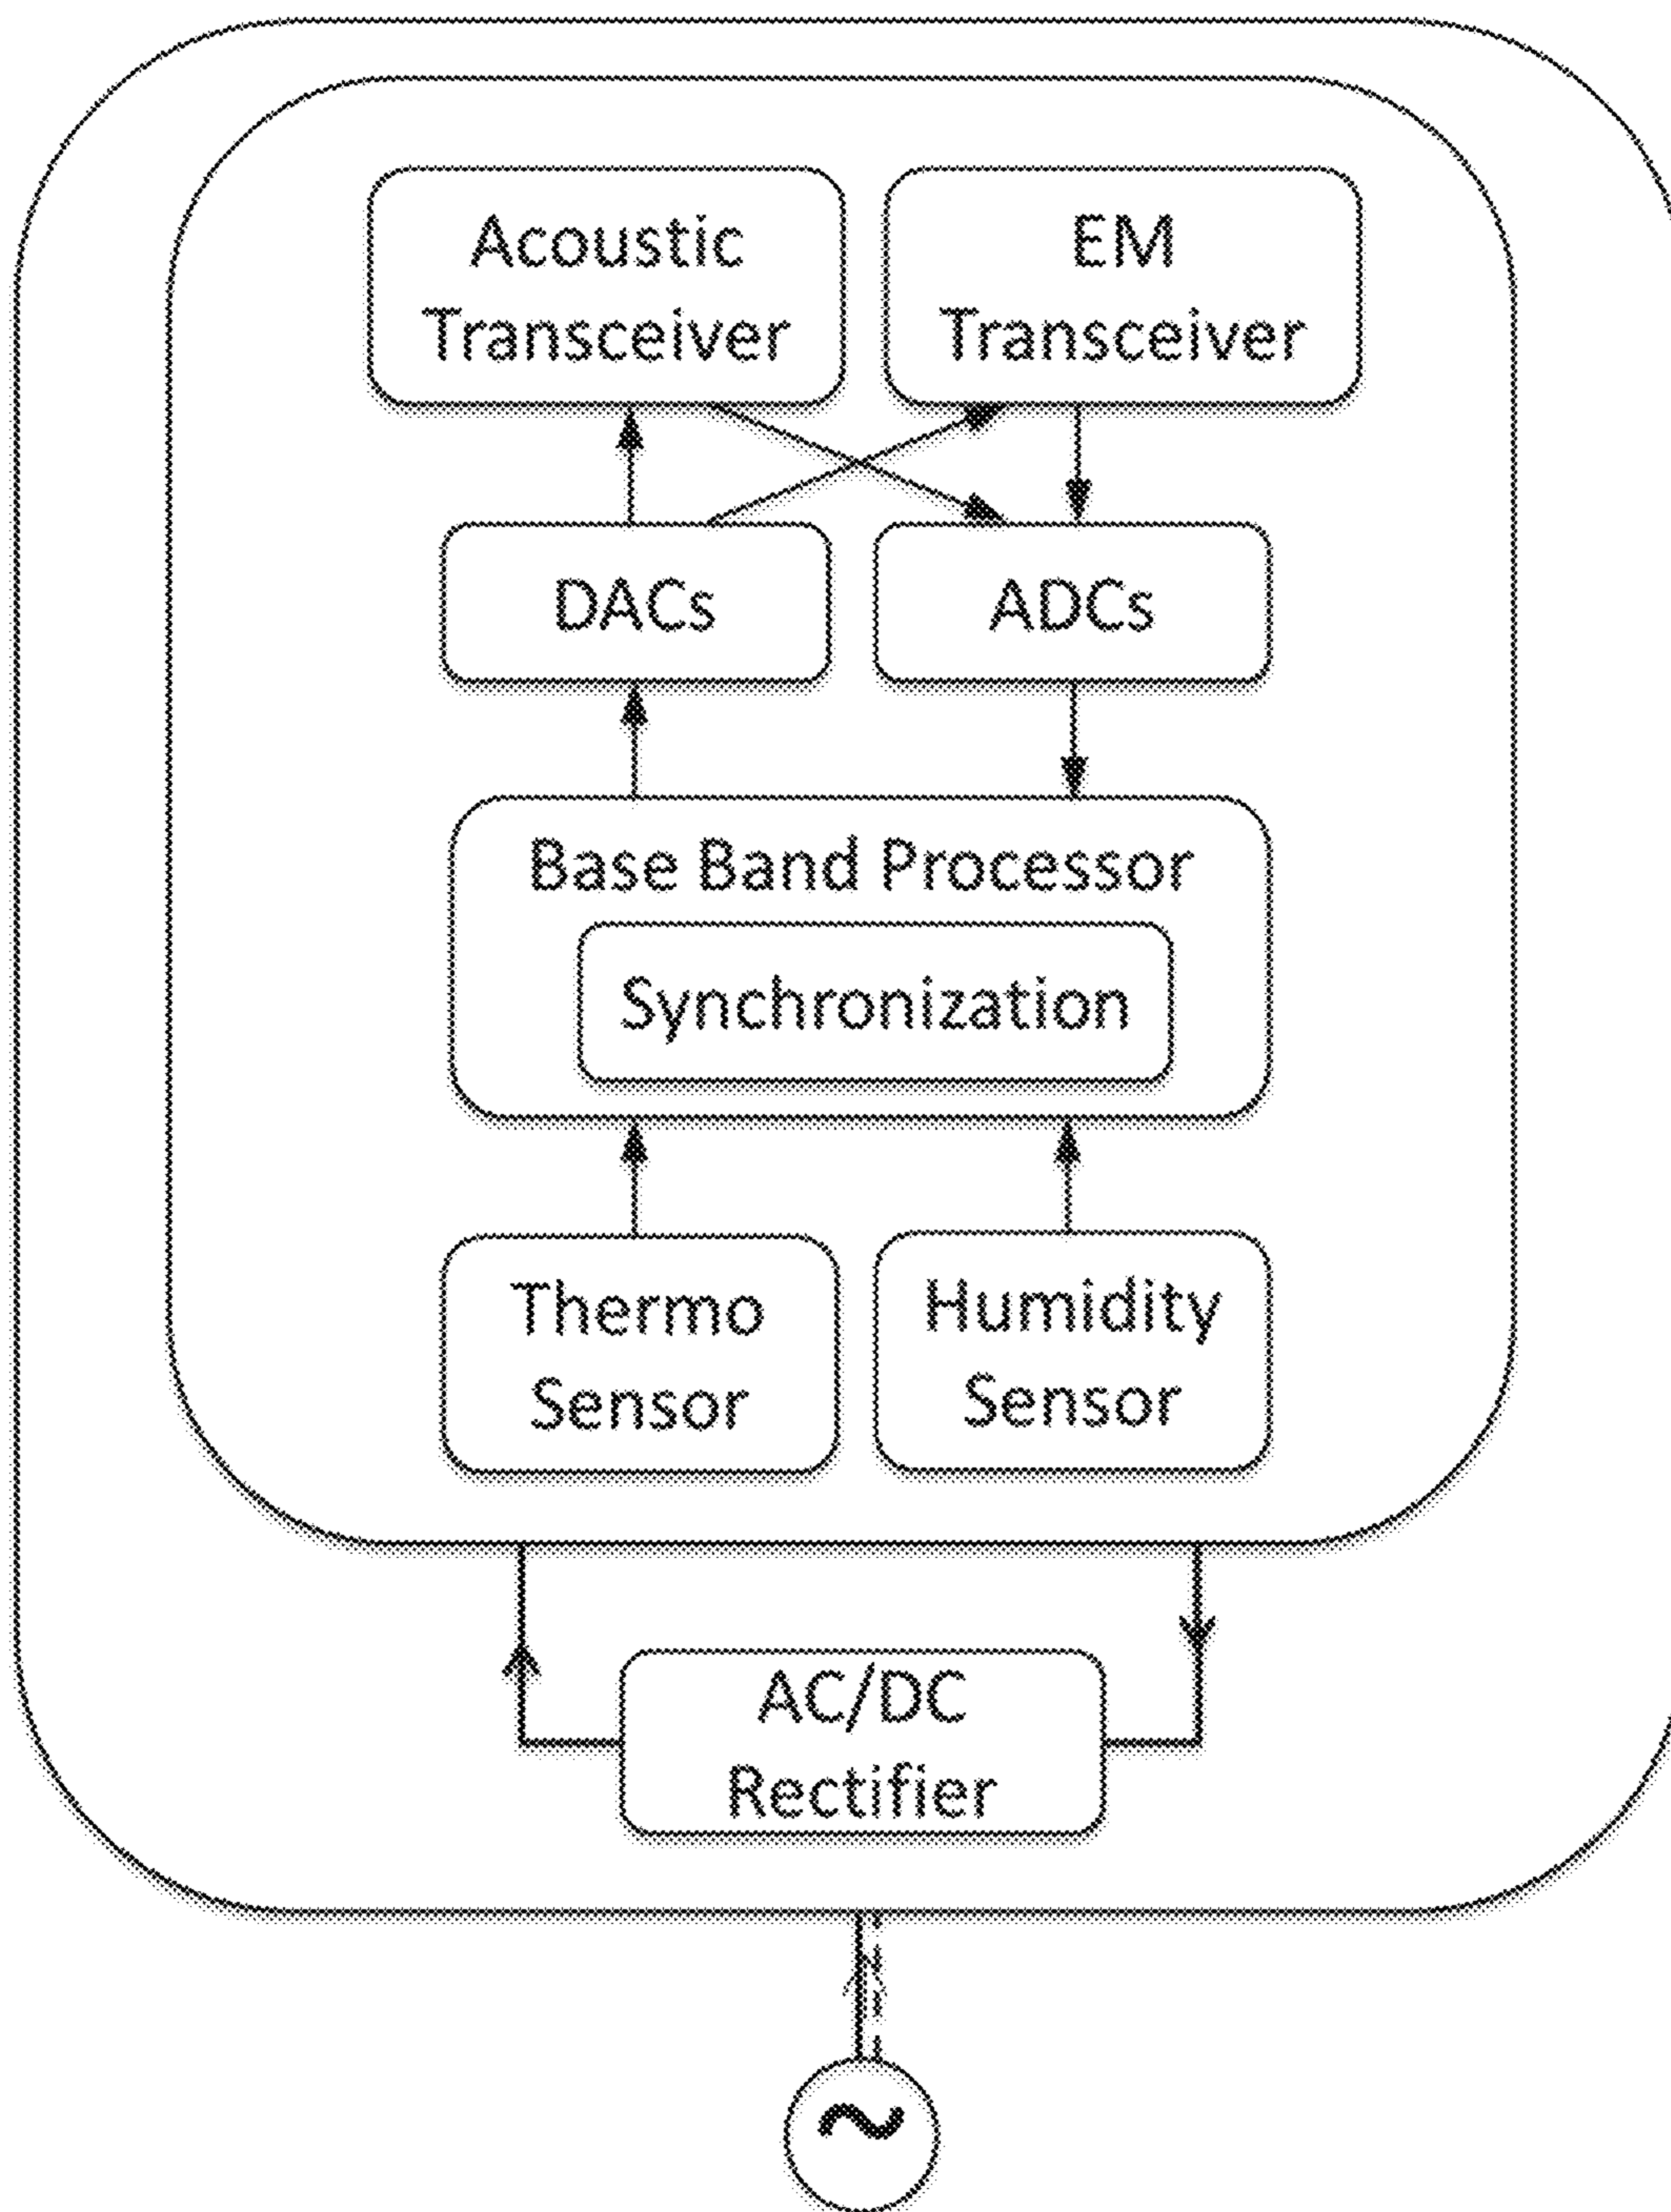 Acoustic
Transceiver
EM
Transceiver
DACs
ADCs
Base Band Processor
Synchronization
Thermo
Sensor
Humidity
Sensor
AC/DC
Rectifier
~